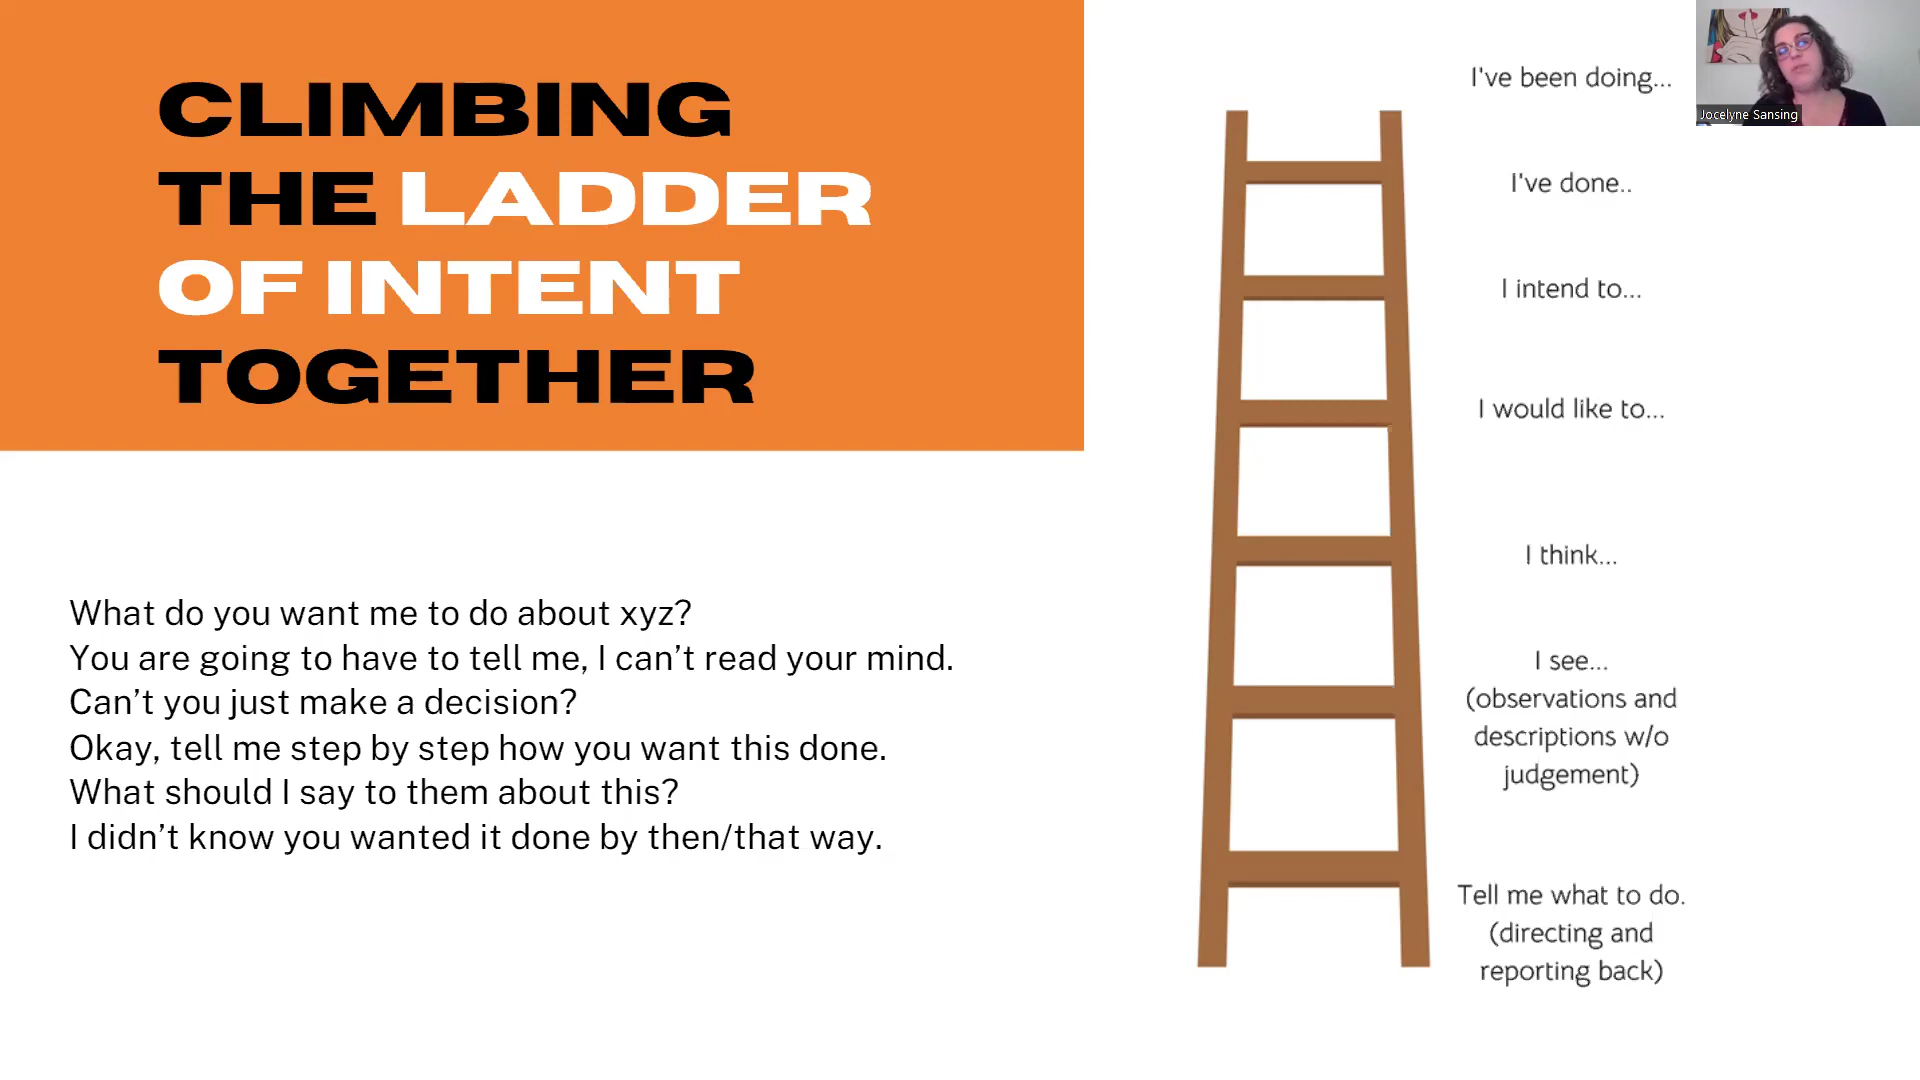 CLIMBING
THE LADDER
OF INTENT
TOGETHER
What do you want me to do about xyz?
You are going to have to tell me, I can’t read your mind.
Can’t you just make a decision?
Okay, tell me step by step how you want this done.
What should I say to them about this?
I didn’t know you wanted it done by then/that way.
I've been doing...
I've done..
I intend to...
I would like to...
I think...
I see...
(observations and
descriptions w/o
judgement)
Tell me what to do.
(directing and
reporting back)
Jocelyne Sansing